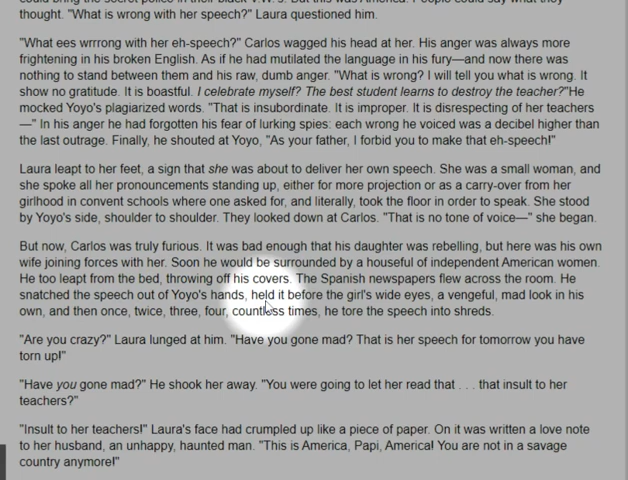 thought. "What is wrong with her speech?" Laura questioned him.
"What ees wrrrong with her eh-speech?" Carlos wagged his head at her. His anger was always more
frightening in his broken English. As if he had mutilated the language in his fury—and now there was
nothing to stand between them and his raw, dumb anger. "What is wrong? I will tell you what is wrong. It
show no gratitude. It is boastful. I celebrate myself? The best student learns to destroy the teacher?"He
mocked Yoyo's plagiarized words. "That is insubordinate. It is improper. It is disrespecting of her teachers
—" In his anger he had forgotten his fear of lurking spies: each wrong he voiced was a decibel higher than
the last outrage. Finally, he shouted at Yoyo, "As your father, I forbid you to make that eh-speech!"
Laura leapt to her feet, a sign that she was about to deliver her own speech. She was a small woman, and
she spoke all her pronouncements standing up, either for more projection or as a carry-over from her
girlhood in convent schools where one asked for, and literally, took the floor in order to speak. She stood
by Yoyo's side, shoulder to shoulder. They looked down at Carlos. "That is no tone of voice—" she began.
But now, Carlos was truly furious. It was bad enough that his daughter was rebelling, but here was his own
wife joining forces with her. Soon he would be surrounded by a houseful of independent American women.
He too leapt from the bed, throwing off his covers. The Spanish newspapers flew across the room. He
snatched the speech out of Yoyo's hands, held it before the girl's wide eyes, a vengeful, mad look in his
own, and then once, twice, three, four, countless times, he tore the speech into shreds.
"Are you crazy?" Laura lunged at him. "Have you gone mad? That is her speech for tomorrow you have
torn up!"
"Have you gone mad?" He shook her away. "You were going to let her read that . . . that insult to her
teachers?"
"Insult to her teachers!" Laura's face had crumpled up like a piece of paper. On it was written a love note
to her husband, an unhappy, haunted man. "This is America, Papi, America! You are not in a savage
country anymore!"